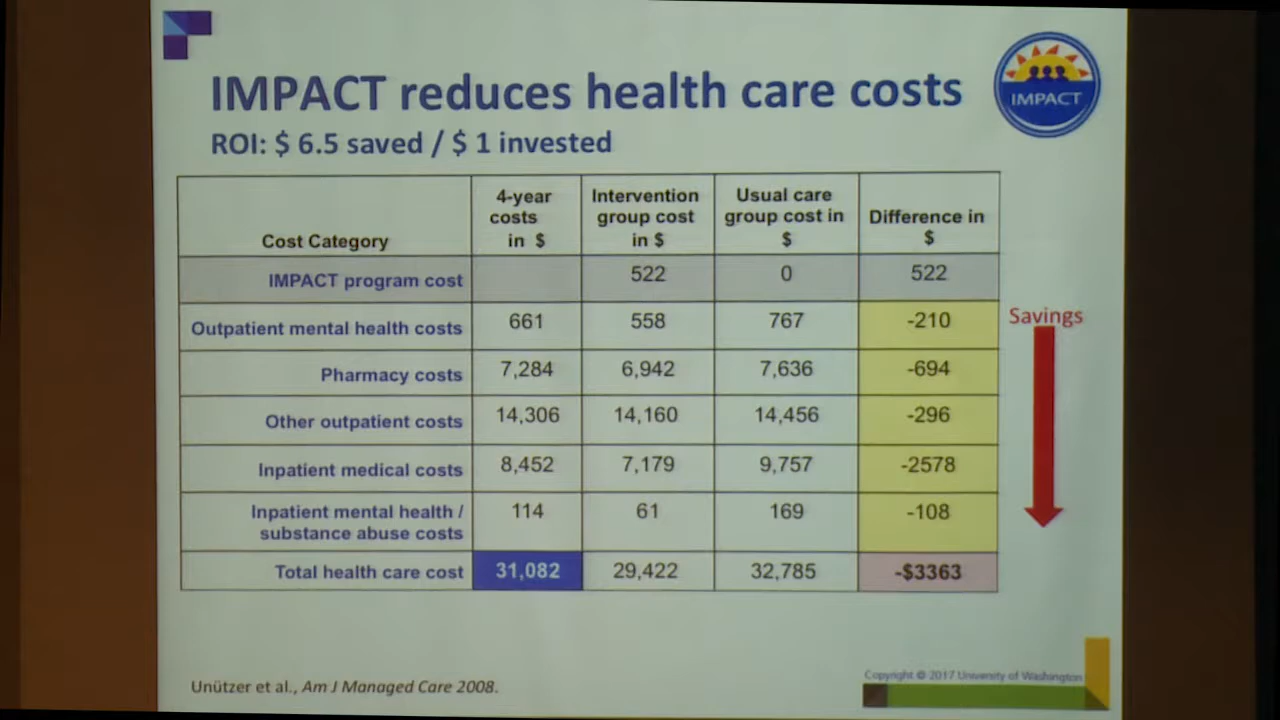 IMPACT reduces health care costs
IMPACT
ROI: $ 6.5 saved / $ 1 invested
Cost Category 4-year costs in $ Intervention group cost in $ Usual care group cost in $ Difference in $
IMPACT program cost 522 0 522
Outpatient mental health costs 661 558 767 -210
Savings
Pharmacy costs 7,284 6,942 7,636 -694
Other outpatient costs 14,306 14,160 14,456 -296
Inpatient medical costs 8,452 7,179 9,757 -2578
Inpatient mental health / substance abuse costs 114 61 169 -108
Total health care cost 31,082 29,422 32,785 -$3363
Unützer et al., Am J Managed Care 2008.
Copyright © 2017 University of Washington